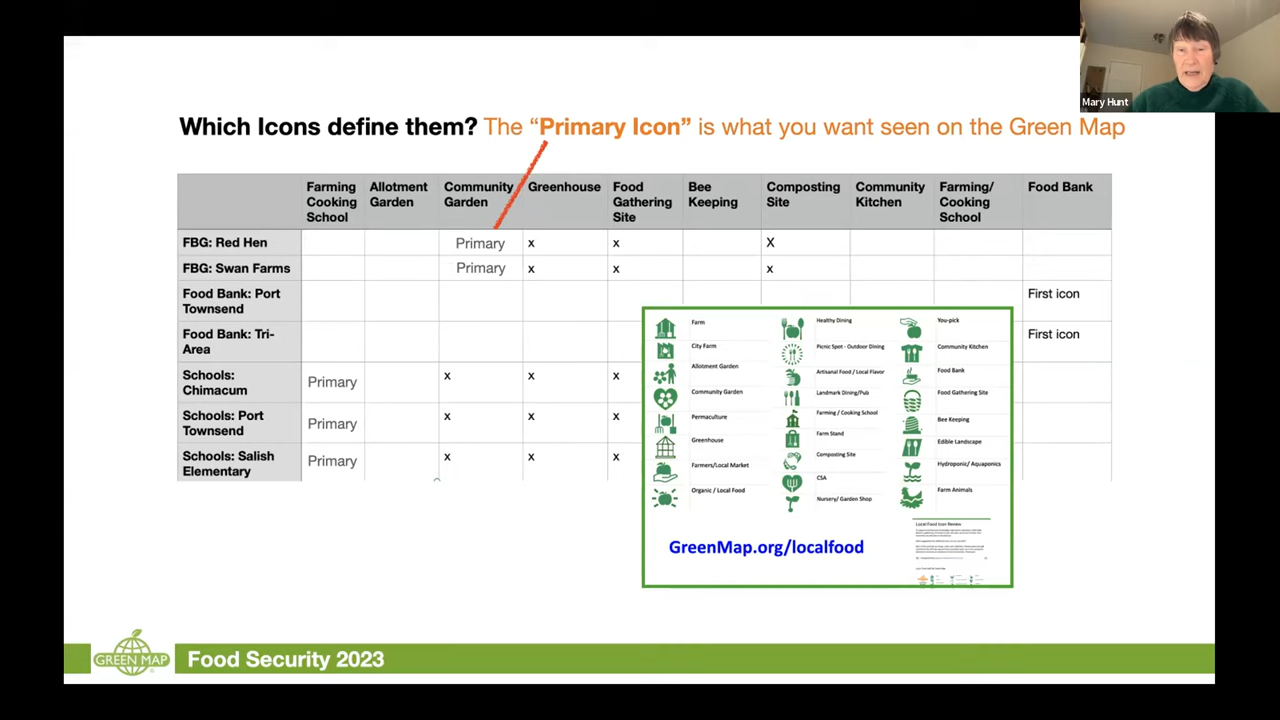 Mary Hunt
Which Icons define them? The “Primary Icon” is what you want seen on the Green Map
Farming Cooking School
Allotment Garden
Community Garden
Greenhouse
Food Gathering Site
Bee Keeping
Composting Site
Community Kitchen
Farming/ Cooking School
Food Bank
FBG: Red Hen Primary x x X
FBG: Swan Farms Primary x x x
Food Bank: Port Townsend First icon
Food Bank: Tri-Area First icon
Schools: Chimacum Primary x x x
Schools: Port Townsend Primary x x x
Schools: Salish Elementary Primary x x x
Farm
City Farm
Allotment Garden
Community Garden
Permaculture
Greenhouse
Farmers/Local Market
Organic / Local Food
Healthy Dining
Picnic Spot - Outdoor Dining
Artisanal Food / Local Flavor
Landmark Dining/Pub
Farming / Cooking School
Farm Stand
Composting Site
CSA
Nursery/ Garden Shop
You-pick
Community Kitchen
Food Bank
Food Gathering Site
Bee Keeping
Edible Landscape
Hydroponic/ Aquaponics
Farm Animals
Local Food Icon Review
GreenMap.org/localfood
GREEN MAP
Food Security 2023